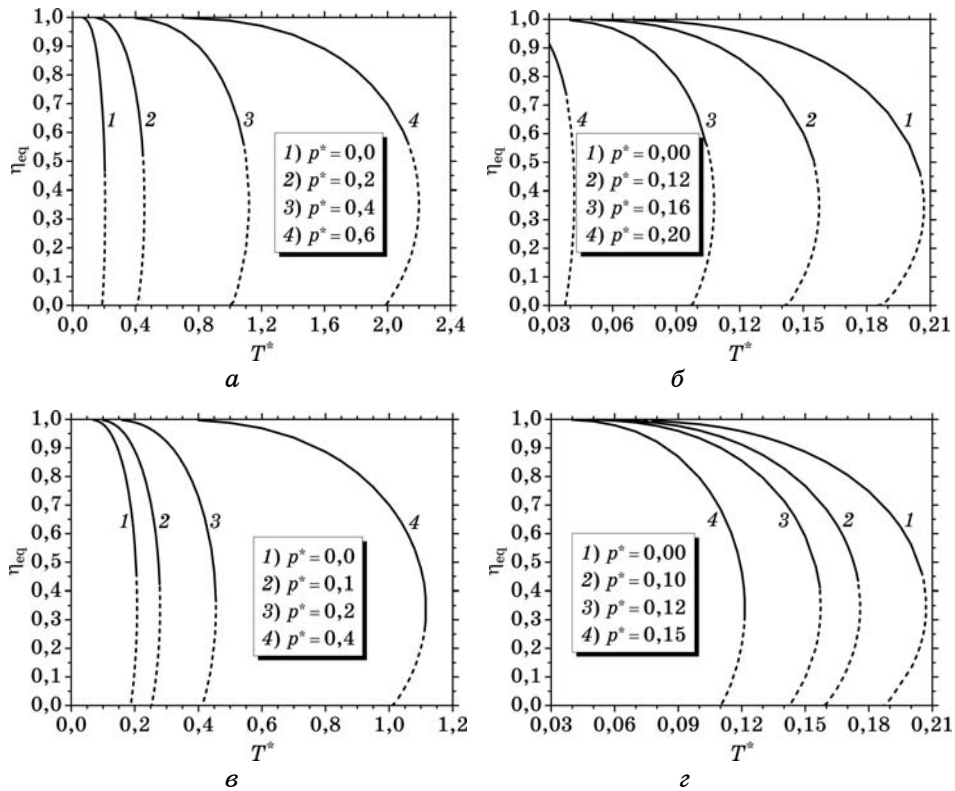 1,0
0,9
0,8
0,7
0,6
0,5
0,4
0,3
0,2
0,1
0,0
η_eq
1
2
3
4
1) p* = 0,0
2) p* = 0,2
3) p* = 0,4
4) p* = 0,6
0,0 0,4 0,8 1,2 1,6 2,0 2,4
T*
а
1,0
0,9
0,8
0,7
0,6
0,5
0,4
0,3
0,2
0,1
0,0
η_eq
4
3
2
1
1) p* = 0,00
2) p* = 0,12
3) p* = 0,16
4) p* = 0,20
0,03 0,06 0,09 0,12 0,15 0,18 0,21
T*
б
1,0
0,9
0,8
0,7
0,6
0,5
0,4
0,3
0,2
0,1
0,0
η_eq
1
2
3
4
1) p* = 0,0
2) p* = 0,1
3) p* = 0,2
4) p* = 0,4
0,0 0,2 0,4 0,6 0,8 1,0 1,2
T*
в
1,0
0,9
0,8
0,7
0,6
0,5
0,4
0,3
0,2
0,1
0,0
η_eq
4
3
2
1
1) p* = 0,00
2) p* = 0,10
3) p* = 0,12
4) p* = 0,15
0,03 0,06 0,09 0,12 0,15 0,18 0,21
T*
г